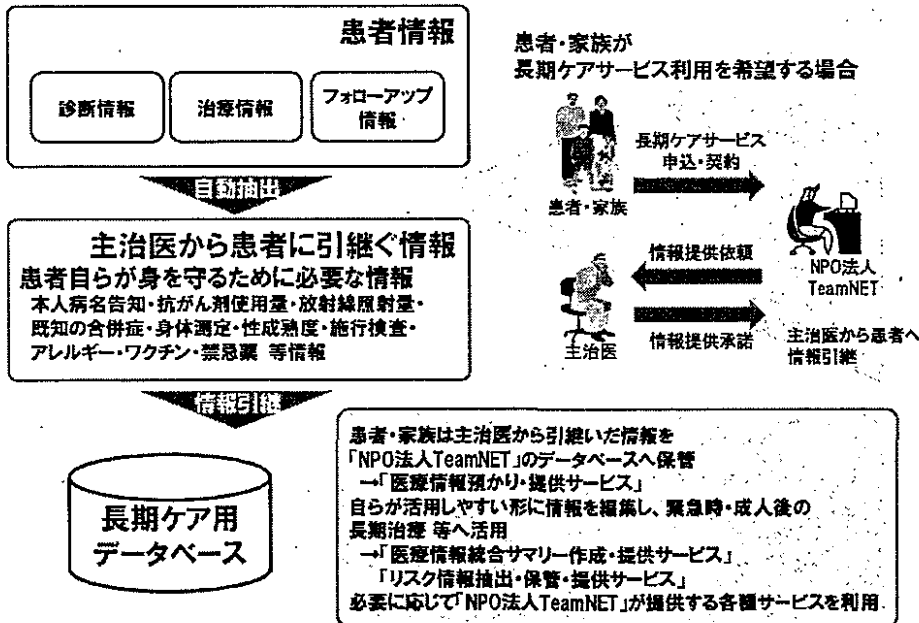 患者情報
診断情報
治療情報
フォローアップ
情報
自動抽出
主治医から患者に引継ぐ情報
患者自らが身を守るために必要な情報
本人病名告知・抗がん剤使用量・放射線照射量・
既知の合併症・身体測定・性成熟度・施行検査・
アレルギー・ワクチン・禁忌薬 等情報
情報引継
長期ケア用
データベース
患者・家族が
長期ケアサービス利用を希望する場合
長期ケアサービス
申込・契約
患者・家族
情報提供依頼
NPO法人
TeamNET
主治医
情報提供承諾
主治医から患者へ
情報引継
患者・家族は主治医から引継いだ情報を
「NPO法人TeamNET」のデータベースへ保管
→「医療情報預かり・提供サービス」
自らが活用しやすい形に情報を編集し、緊急時・成人後の
長期治療 等へ活用
→「医療情報統合サマリー作成・提供サービス」
「リスク情報抽出・保管・提供サービス」
必要に応じて「NPO法人TeamNET」が提供する各種サービスを利用